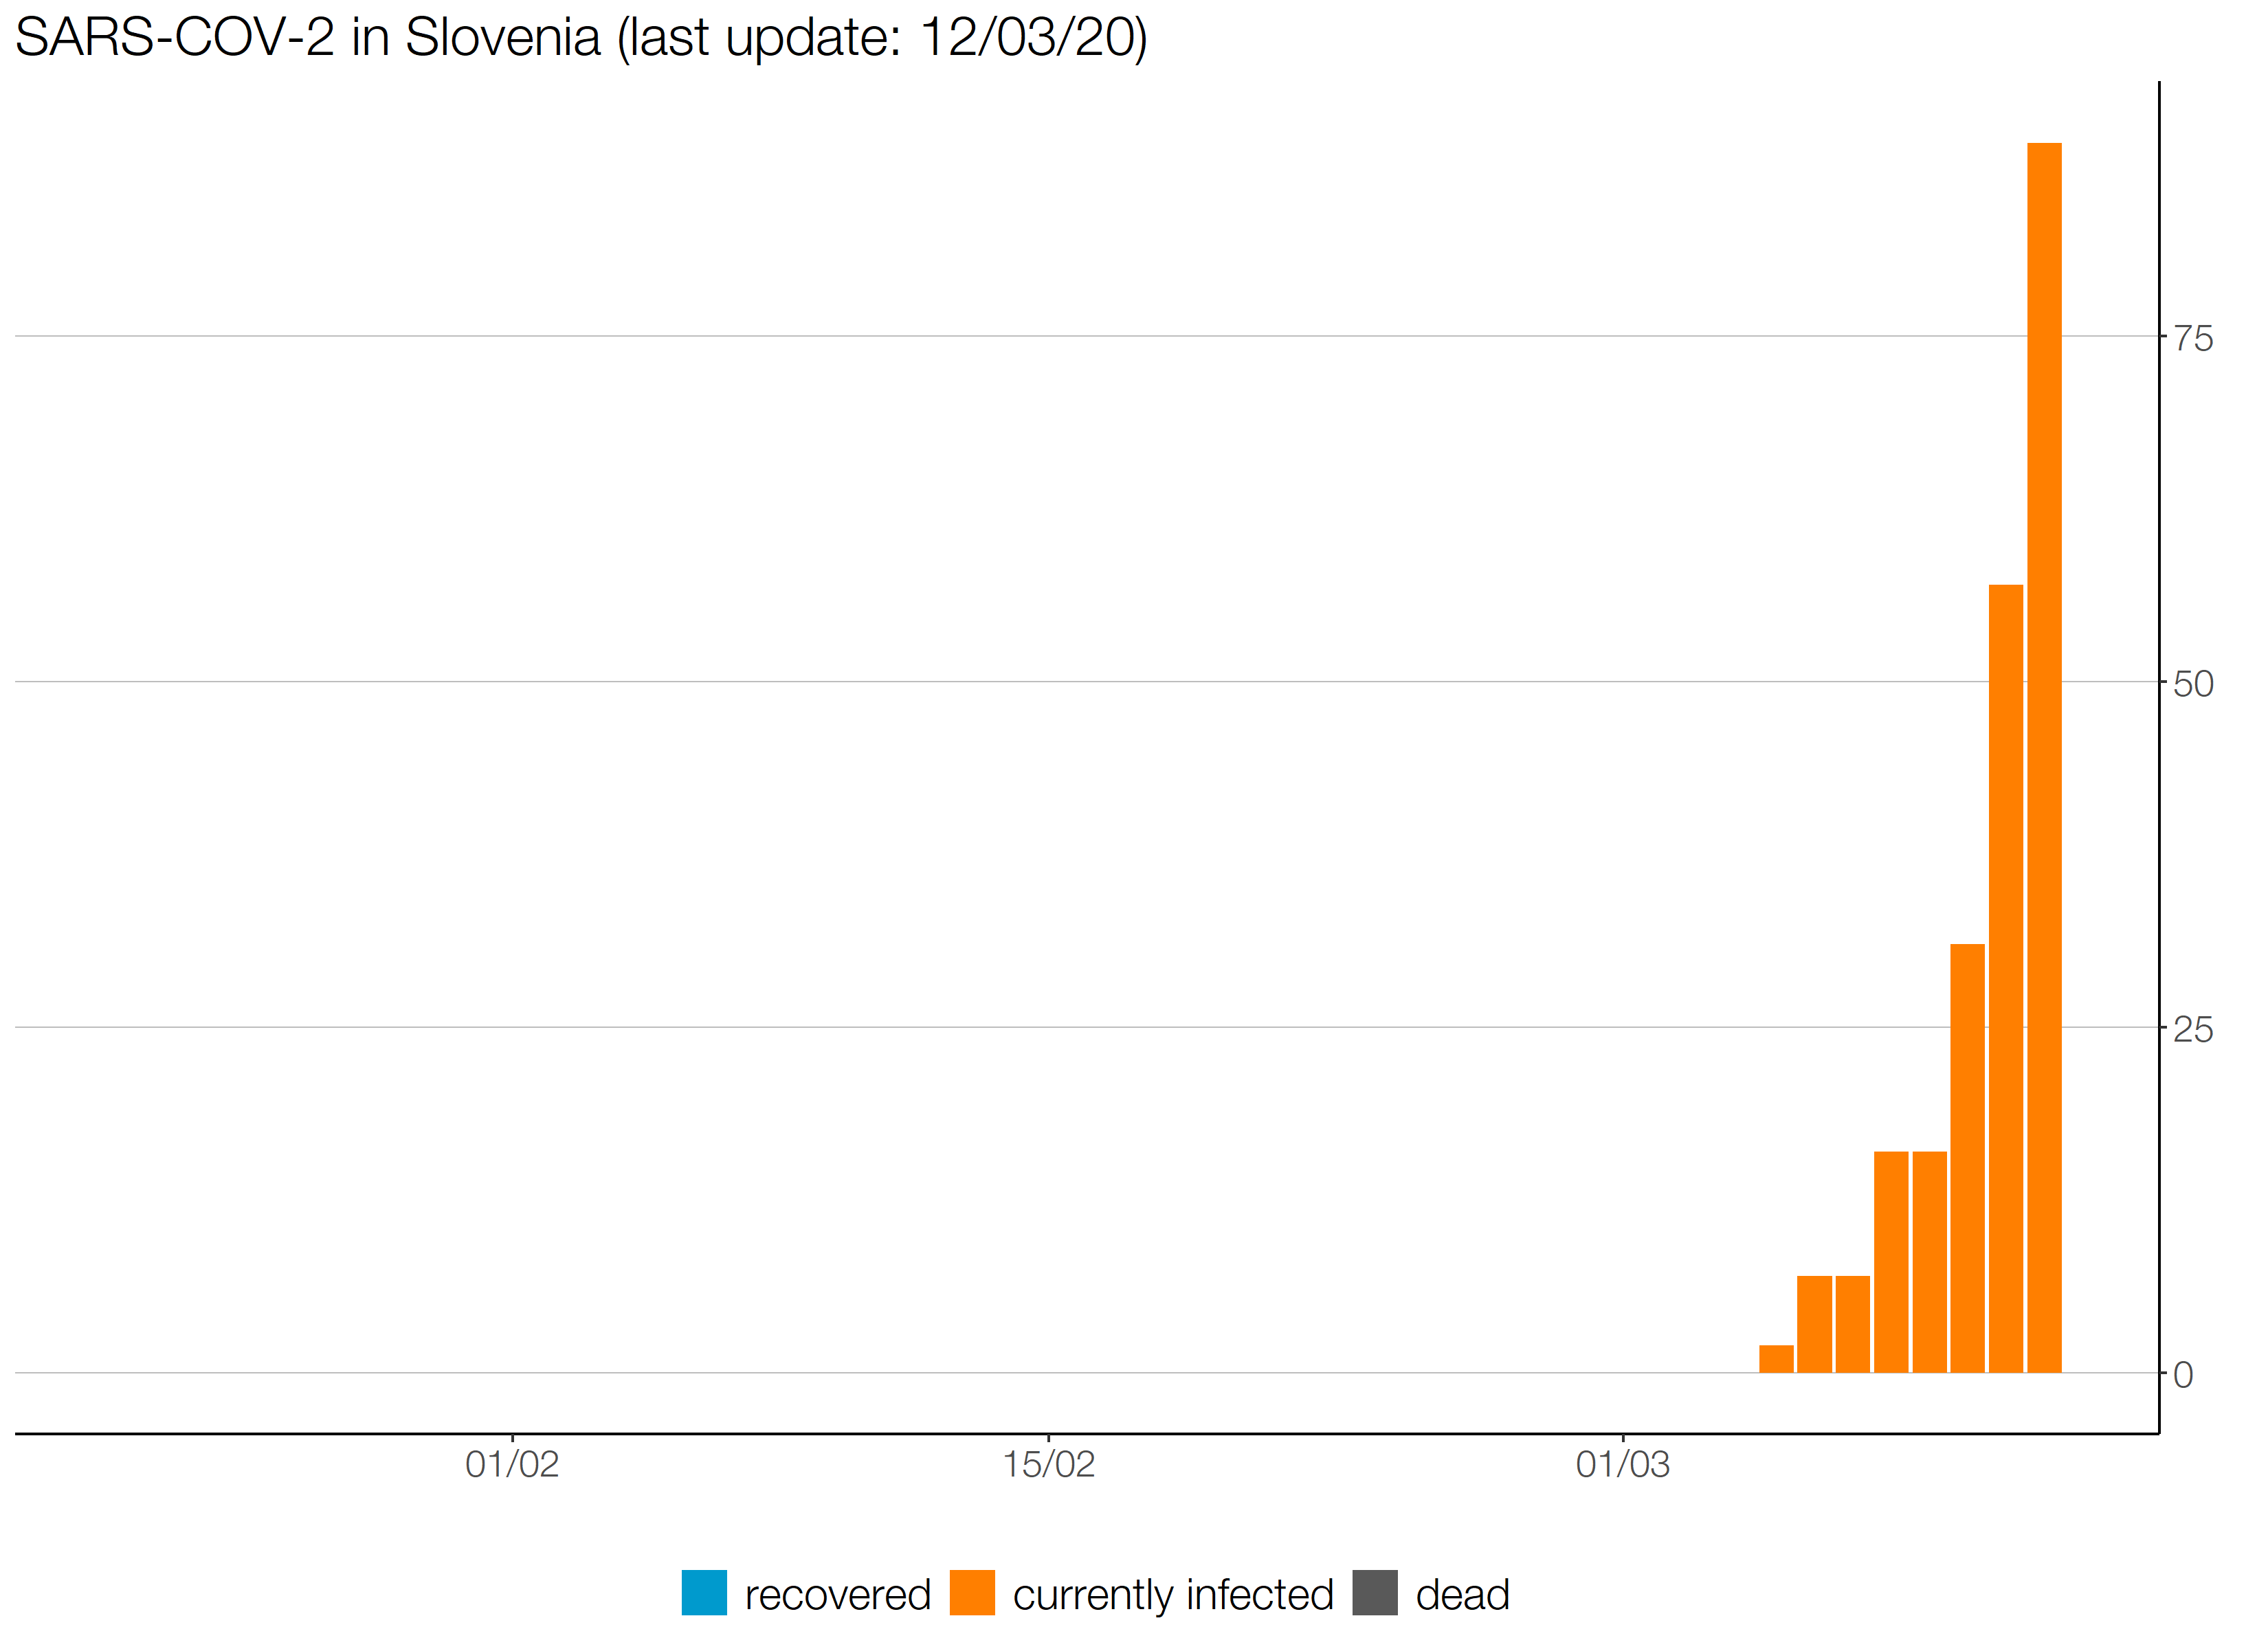 SARS-COV-2 in Slovenia (last update: 12/03/20)
75
50
25
0
01/02 15/02 01/03
recovered currently infected dead